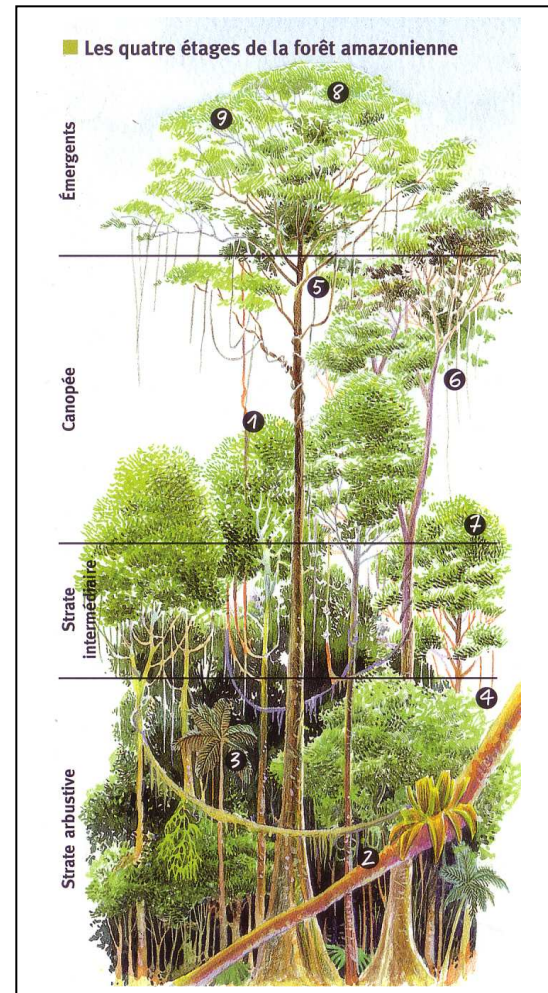 Les quatre étages de la forêt amazonienne
Émergents
8
9
Canopée
5
6
1
7
Strate
intermédiaire
4
Strate arbustive
3
2